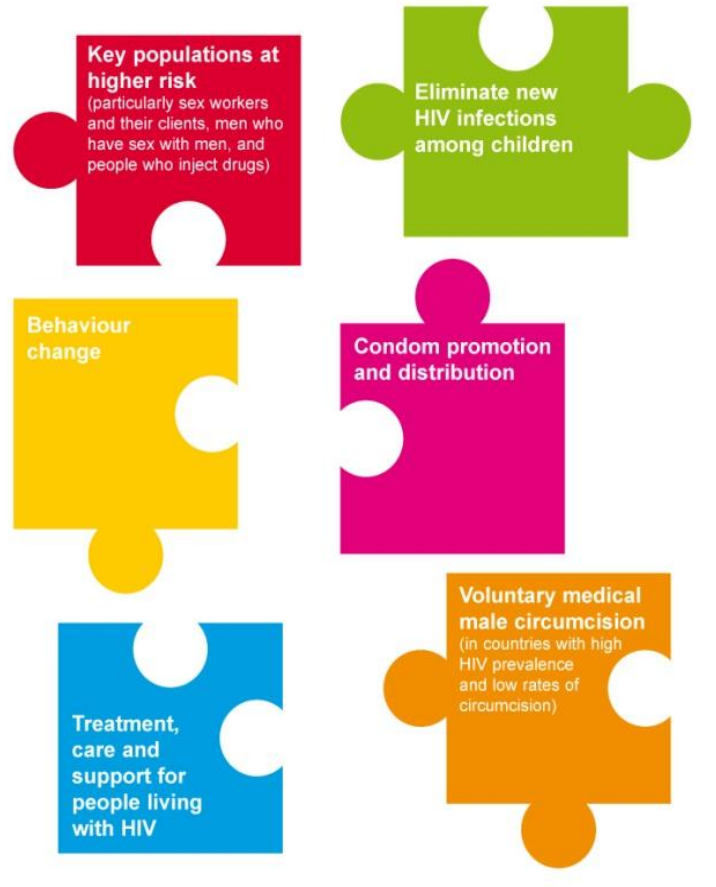 Key populations at
higher risk
(particularly sex workers
and their clients, men who
have sex with men, and
people who inject drugs)
Eliminate new
HIV infections
among children
Behaviour
change
Condom promotion
and distribution
Treatment,
care and
support for
people living
with HIV
Voluntary medical
male circumcision
(in countries with high
HIV prevalence
and low rates of
circumcision)